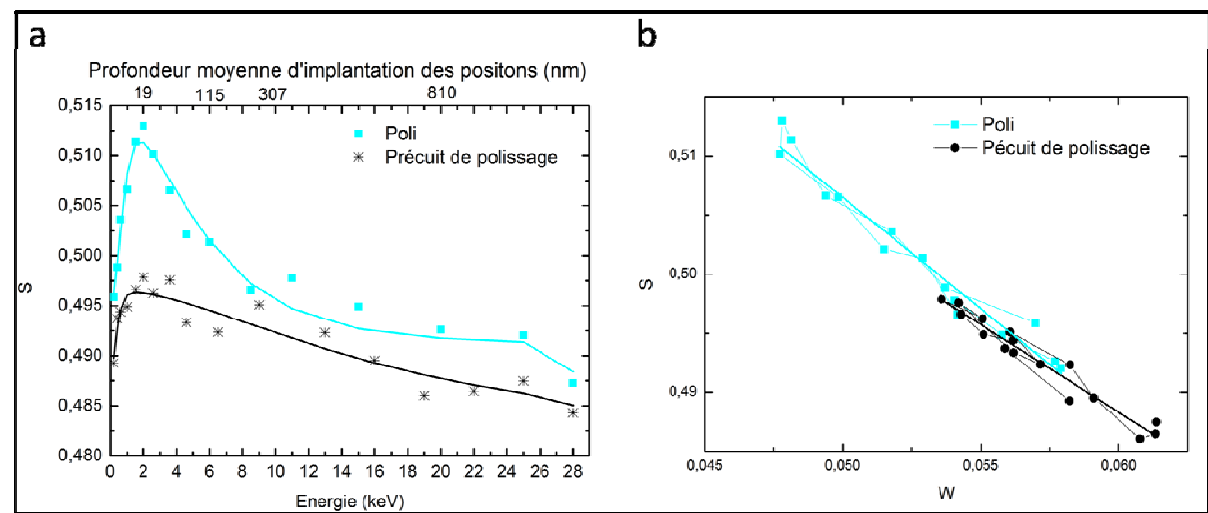 a
Profondeur moyenne d'implantation des positons (nm)
19 115 307 810
0,515
0,510
0,505
0,500
0,495
0,490
0,485
0,480
S
Poli
Précuit de polissage
0 2 4 6 8 10 12 14 16 18 20 22 24 26 28
Energie (keV)
b
0,51
0,50
0,49
S
Poli
Pécuit de polissage
0,045 0,050 0,055 0,060
W